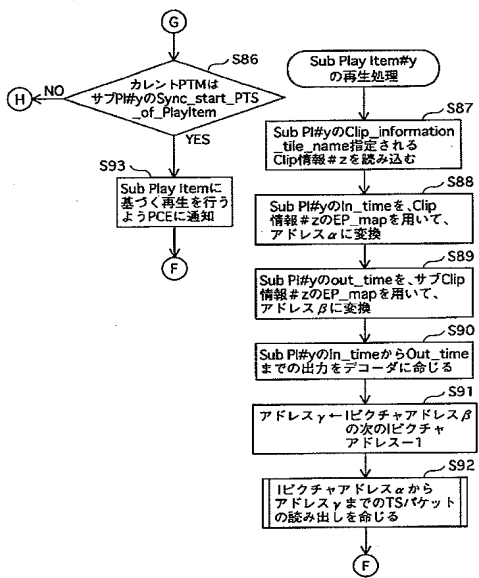 G
S86
カレントPTMは
サブPI#yのSync_start_PTS
_of_PlayItem
NO
H
YES
S93
Sub Play Itemに
基づく再生を行う
ようPCEに通知
F
Sub Play Item#y
の再生処理
S87
Sub PI#yのClip_information
_tile_name指定される
Clip情報#zを読み込む
S88
Sub PI#yのIn_timeを、Clip
情報#zのEP_mapを用いて、
アドレスαに変換
S89
Sub PI#yのout_timeを、サブClip
情報#zのEP_mapを用いて、
アドレスβに変換
S90
Sub PI#yのIn_timeからOut_time
までの出力をデコーダに命じる
S91
アドレスγ←Iピクチャアドレスβ
の次のIピクチャ
アドレス−1
S92
Iピクチャアドレスαから
アドレスγまでのTSパケット
の読み出しを命じる
F